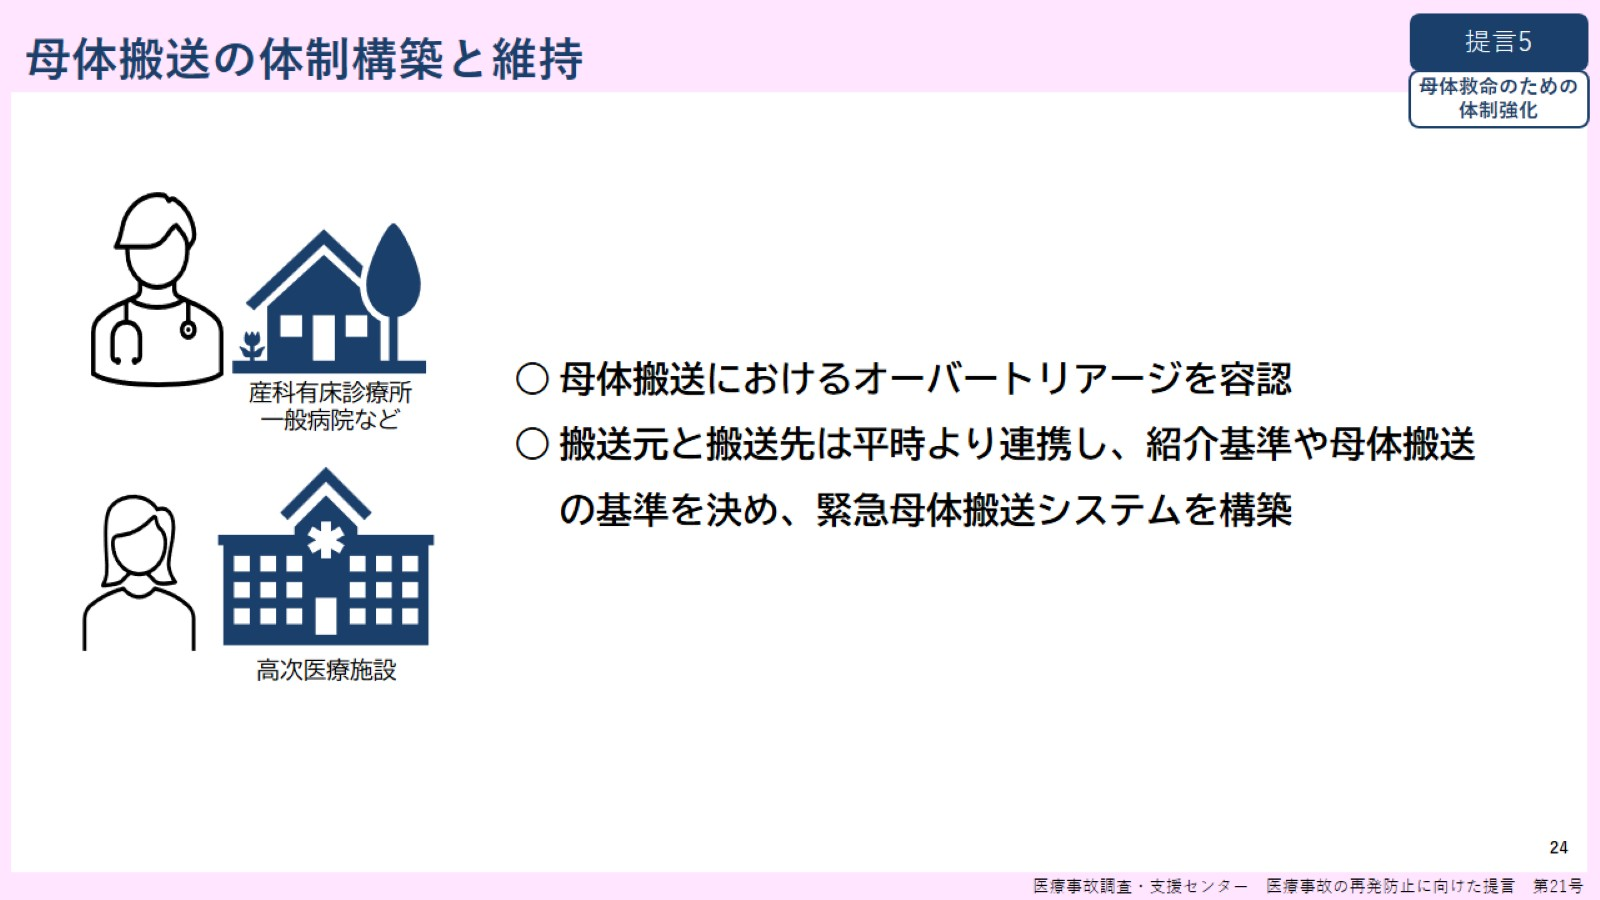 母体搬送の体制構築と維持
提言5
母体救命のための
体制強化
産科有床診療所
一般病院など
高次医療施設
○ 母体搬送におけるオーバートリアージを容認
○ 搬送元と搬送先は平時より連携し、紹介基準や母体搬送
の基準を決め、緊急母体搬送システムを構築
24
医療事故調査・支援センター　医療事故の再発防止に向けた提言　第21号